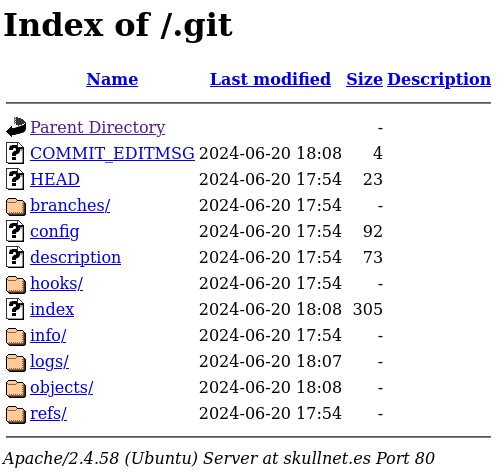 Index of /.git
Name Last modified Size Description
Parent Directory -
COMMIT_EDITMSG 2024-06-20 18:08 4
HEAD 2024-06-20 17:54 23
branches/ 2024-06-20 17:54 -
config 2024-06-20 17:54 92
description 2024-06-20 17:54 73
hooks/ 2024-06-20 17:54 -
index 2024-06-20 18:08 305
info/ 2024-06-20 17:54 -
logs/ 2024-06-20 18:07 -
objects/ 2024-06-20 18:08 -
refs/ 2024-06-20 17:54 -
Apache/2.4.58 (Ubuntu) Server at skullnet.es Port 80